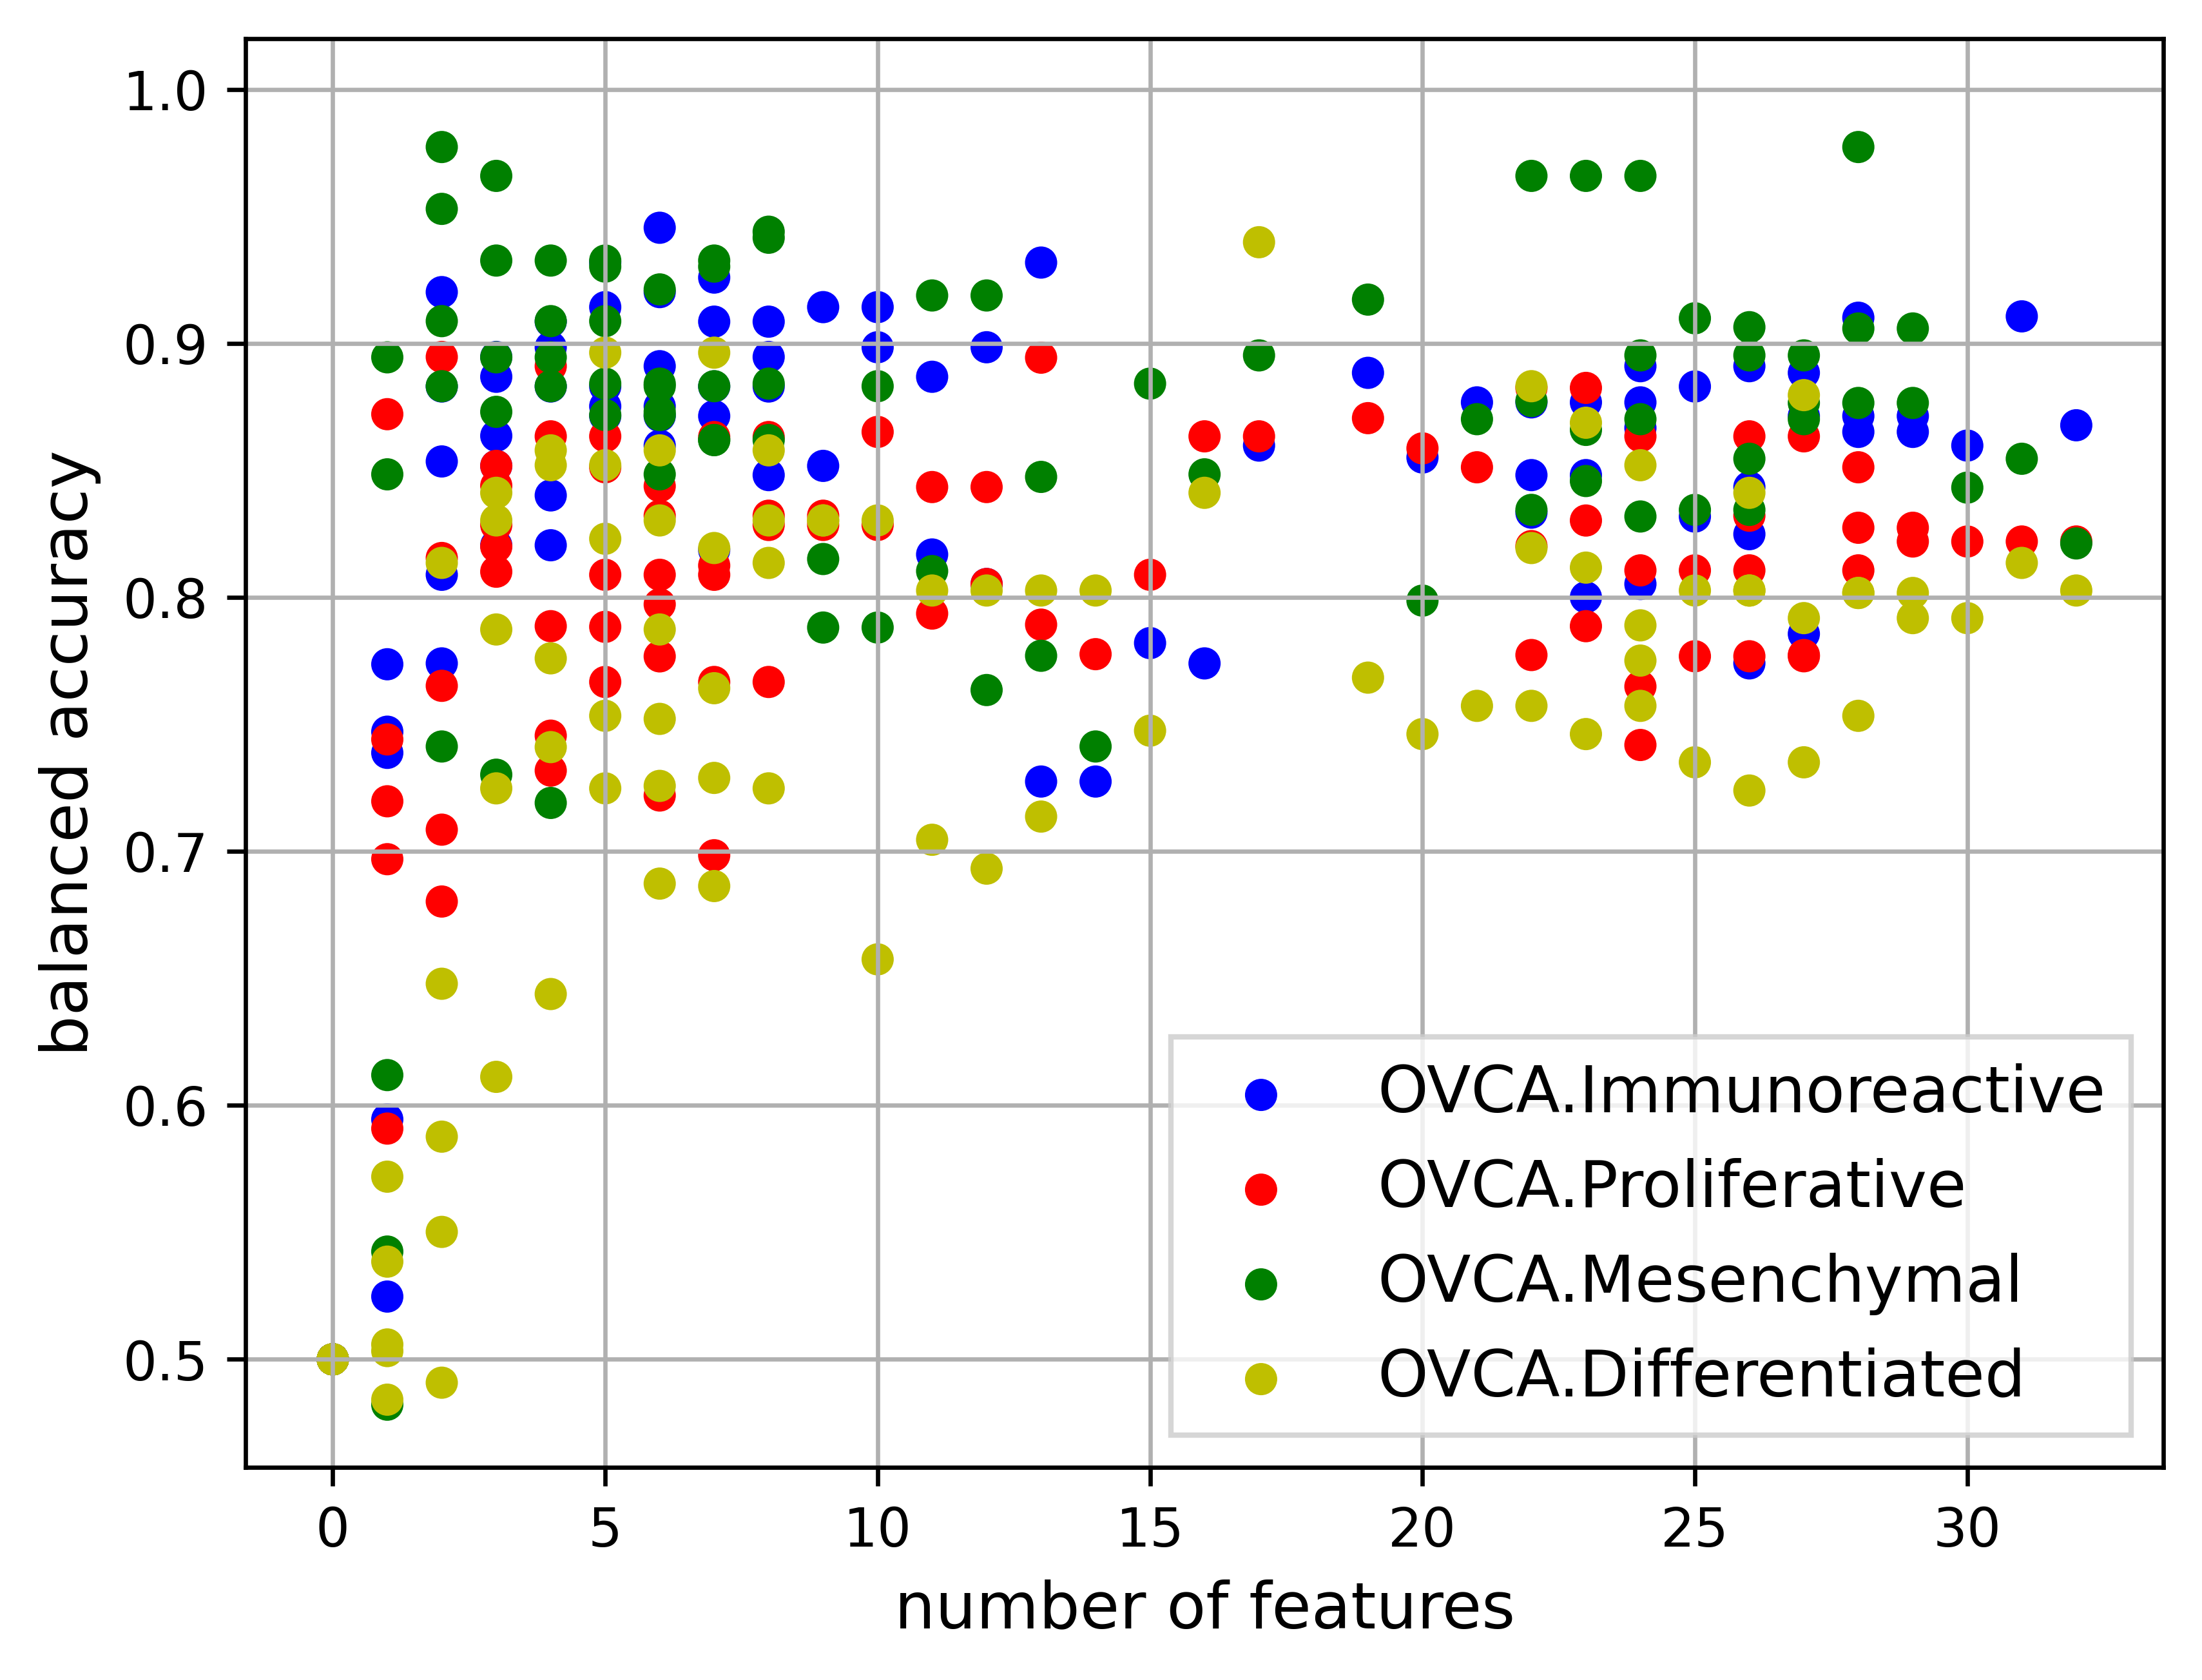 1.0
0.9
0.8
0.7
0.6
0.5
balanced accuracy
0 5 10 15 20 25 30
number of features
OVCA.Immunoreactive
OVCA.Proliferative
OVCA.Mesenchymal
OVCA.Differentiated